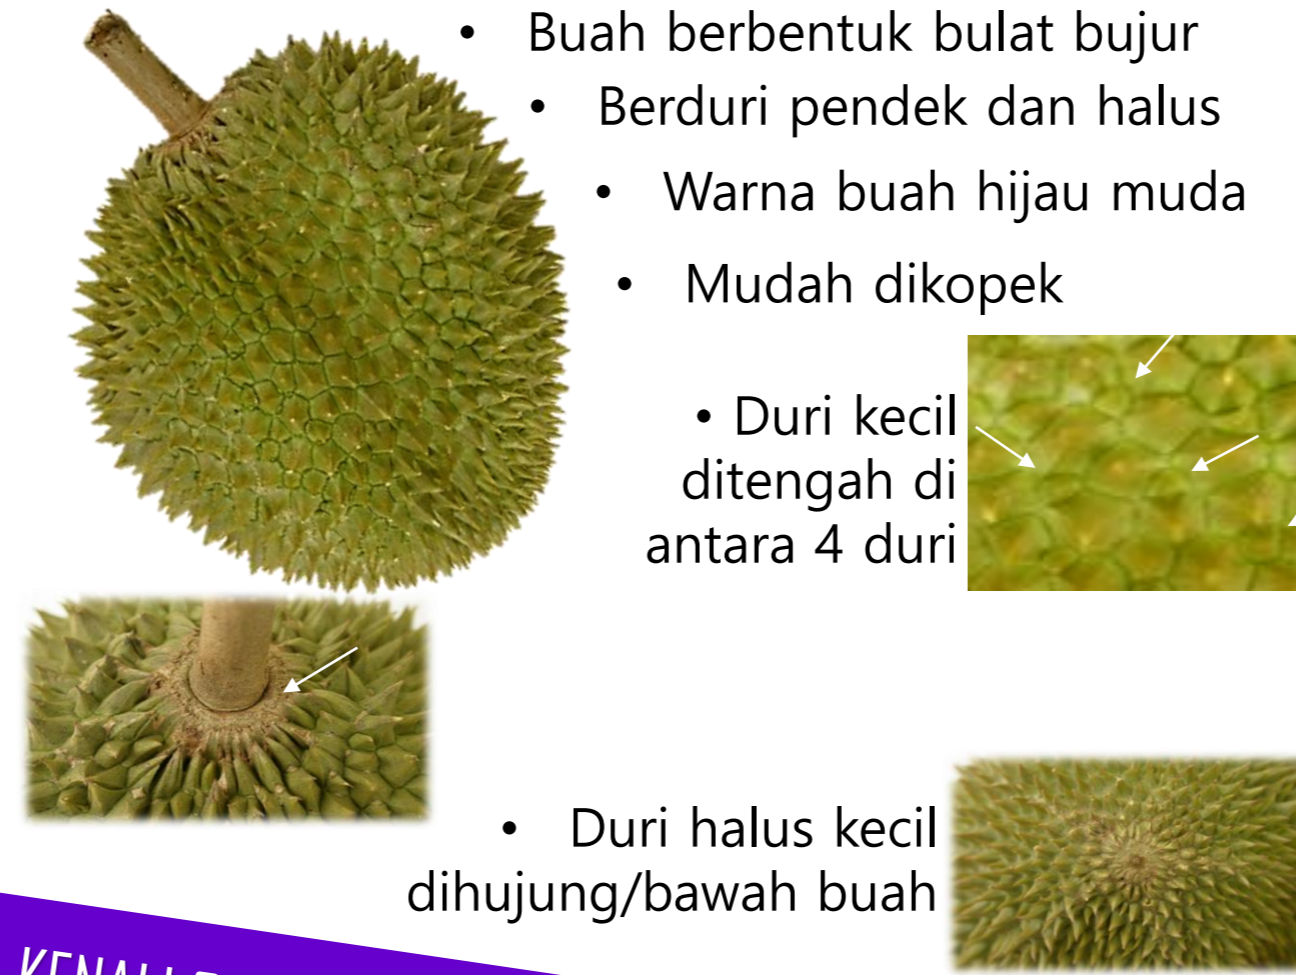 • Buah berbentuk bulat bujur
• Berduri pendek dan halus
• Warna buah hijau muda
• Mudah dikopek
• Duri kecil
ditengah di
antara 4 duri
• Duri halus kecil
dihujung/bawah buah